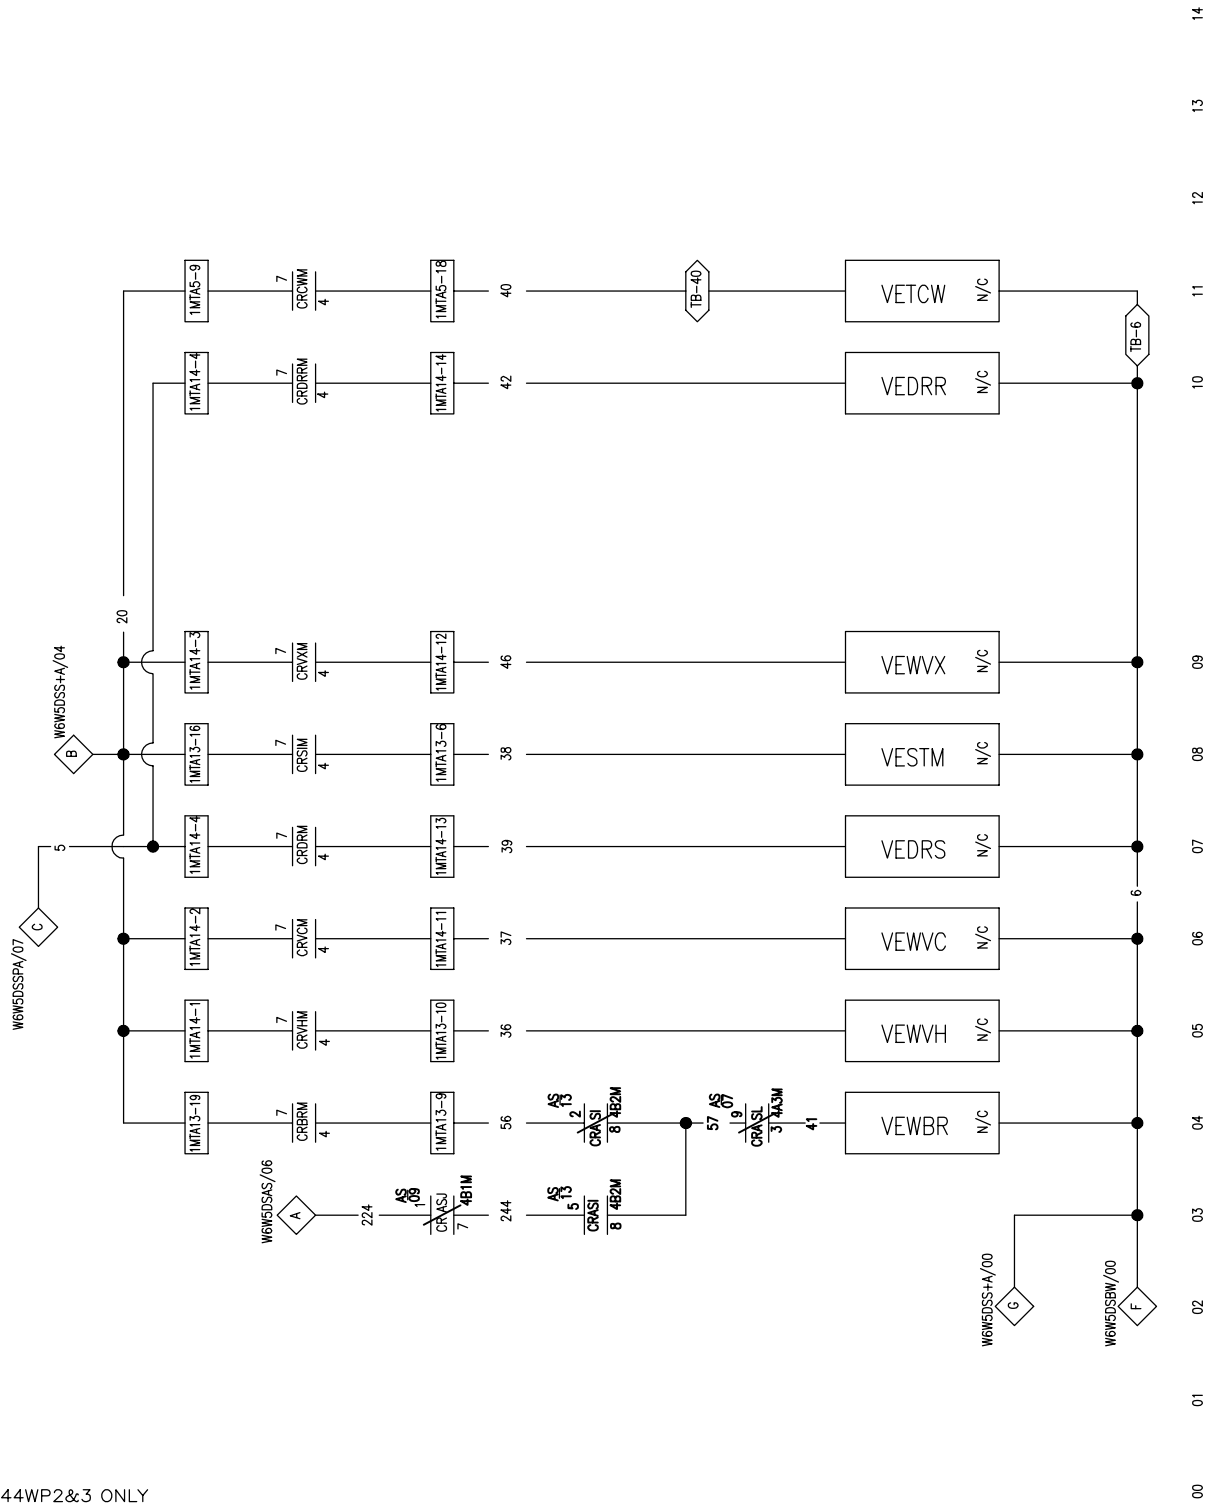 14
13
12
11
10
09
08
07
06
05
04
03
02
01
00
1MTA5-9
7
CRCWM
4
1MTA5-18
40
TB-40
VETCW
N/C
TB-6
1MTA14-4
7
CRDRRM
4
1MTA14-14
42
VEDRR
N/C
20
1MTA14-3
7
CRVXM
4
1MTA14-12
46
VEWVX
N/C
W6W5DSS+A/04
B
1MTA13-16
7
CRSIM
4
1MTA13-6
38
VESTM
N/C
5
1MTA14-4
7
CRDRM
4
1MTA14-13
39
VEDRS
N/C
W6W5DSSPA/07
C
1MTA14-2
7
CRVCM
4
1MTA14-11
37
VEWVC
N/C
6
1MTA14-1
7
CRVHM
4
1MTA13-10
36
VEWVH
N/C
1MTA13-19
7
CRBRM
4
1MTA13-9
56
AS
13
2
CRASI
8
4B2M
57
AS
07
9
CRASL
3
4A3M
41
VEWBR
N/C
W6W5DSAS/06
A
224
AS
09
1
CRASJ
7
4B1M
244
AS
13
5
CRASI
8
4B2M
W6W5DSS+A/00
G
W6W5DSBW/00
F
44WP2&3 ONLY